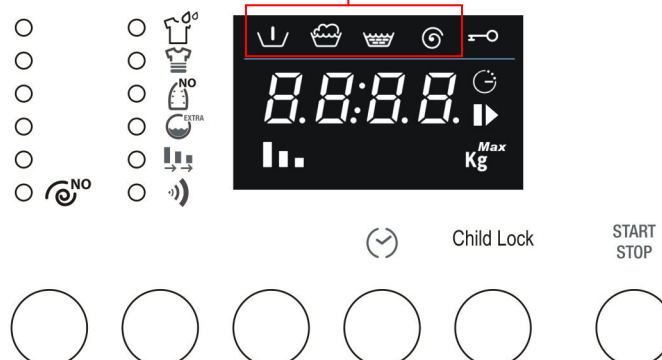 NO
EXTRA
NO
8.8:8.8.
Max
Kg
Child Lock
START
STOP